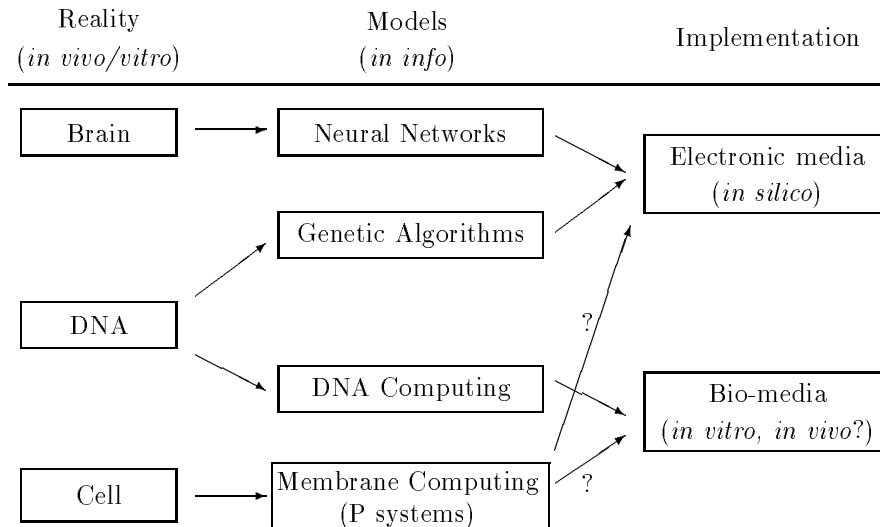 Reality
(in vivo/vitro)
Models
(in info)
Implementation
Brain
Neural Networks
Electronic media
(in silico)
Genetic Algorithms
DNA
?
DNA Computing
Bio-media
(in vitro, in vivo?)
Cell
Membrane Computing
(P systems)
?